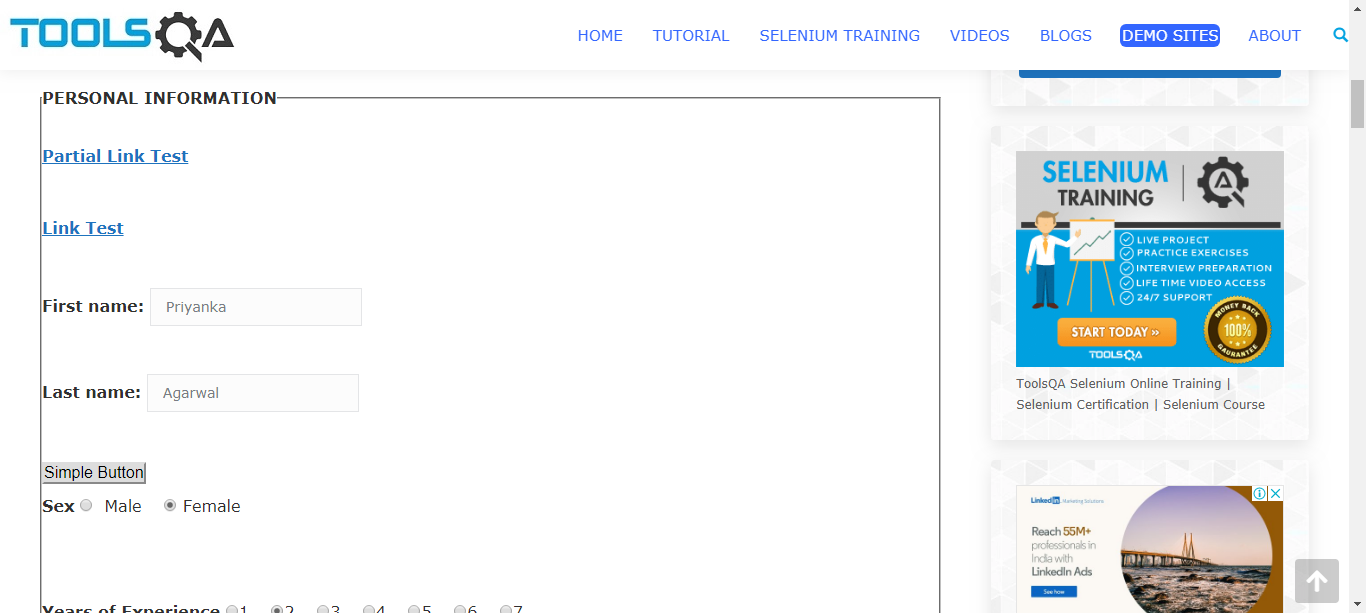 TOOLSQA
HOME TUTORIAL SELENIUM TRAINING VIDEOS BLOGS DEMO SITES ABOUT
PERSONAL INFORMATION
Partial Link Test
Link Test
First name: Priyanka
Last name: Agarwal
Simple Button
Sex Male Female
Years of Experience 1 2 3 4 5 6 7
SELENIUM
TRAINING
LIVE PROJECT
PRACTICE EXERCISES
INTERVIEW PREPARATION
LIFE TIME VIDEO ACCESS
24/7 SUPPORT
START TODAY »
TOOLSQA
MONEY BACK
100%
GAURANTEE
ToolsQA Selenium Online Training |
Selenium Certification | Selenium Course
LinkedIn Marketing Solutions
Reach 55M+
professionals in
India with
LinkedIn Ads
See how